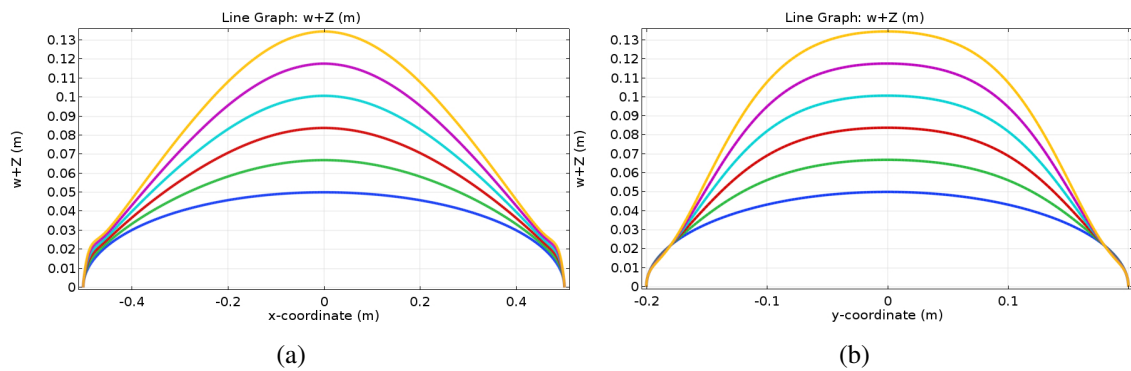 Line Graph: w+Z (m)
w+Z (m)
0.13
0.12
0.11
0.1
0.09
0.08
0.07
0.06
0.05
0.04
0.03
0.02
0.01
0
-0.4 -0.2 0 0.2 0.4
x-coordinate (m)
(a)
Line Graph: w+Z (m)
w+Z (m)
0.13
0.12
0.11
0.1
0.09
0.08
0.07
0.06
0.05
0.04
0.03
0.02
0.01
0
-0.2 -0.1 0 0.1
y-coordinate (m)
(b)